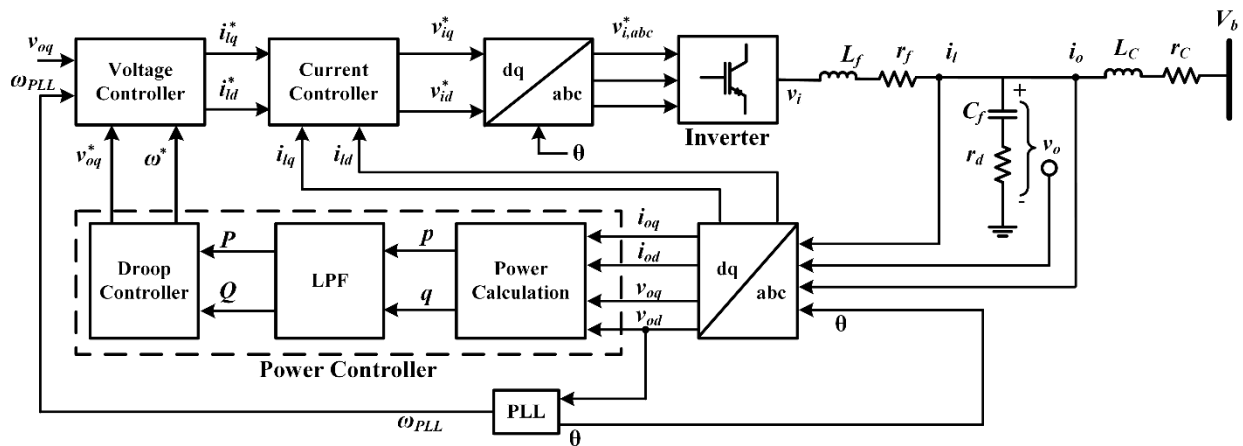 v_oq
ω_PLL
Voltage
Controller
i*_lq
i*_ld
Current
Controller
v*_iq
v*_id
dq
abc
θ
v*_i,abc
Inverter
v_i
L_f
r_f
i_l
i_o
L_C
r_C
V_b
C_f
r_d
+
v_o
-
v*_oq
ω*
i_lq
i_ld
Droop
Controller
P
Q
LPF
p
q
Power
Calculation
i_oq
i_od
v_oq
v_od
dq
abc
θ
Power Controller
PLL
ω_PLL
θ